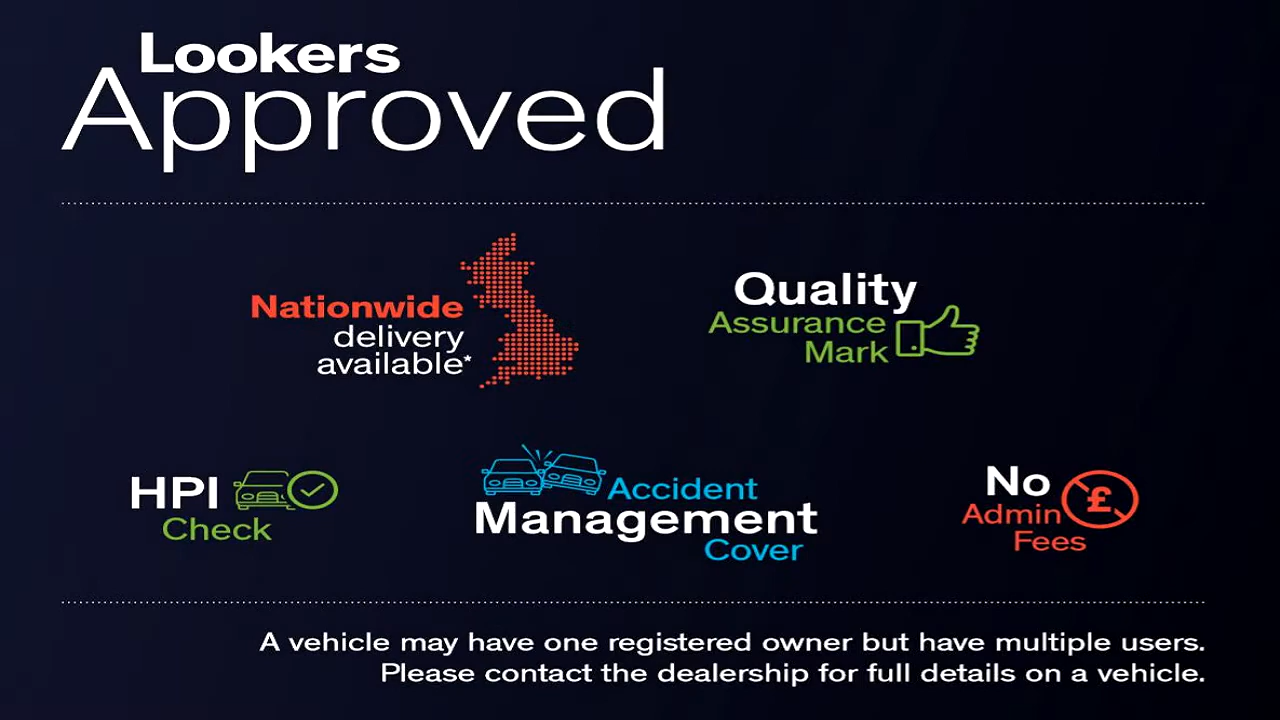 Lookers
Approved
Nationwide
delivery
available*
Quality
Assurance
Mark
HPI
Check
Accident
Management
Cover
No
Admin
£
Fees
A vehicle may have one registered owner but have multiple users.
Please contact the dealership for full details on a vehicle.